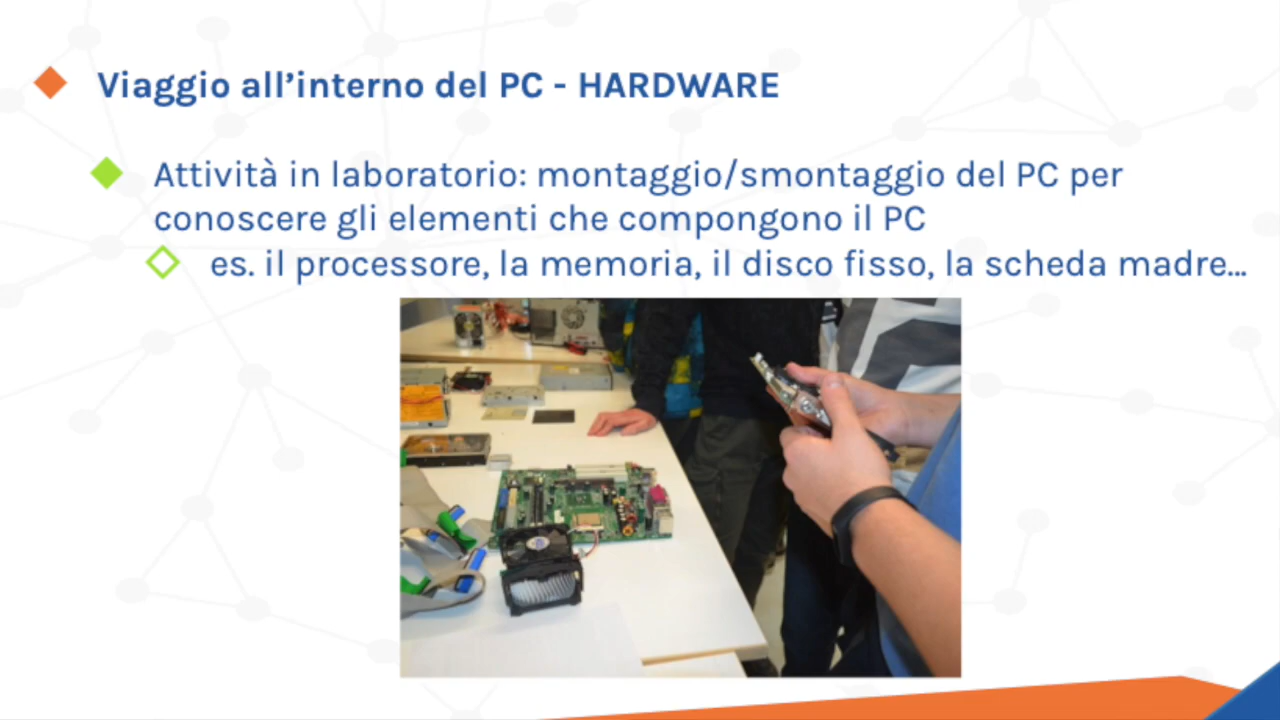 Viaggio all’interno del PC - HARDWARE
Attività in laboratorio: montaggio/smontaggio del PC per
conoscere gli elementi che compongono il PC
es. il processore, la memoria, il disco fisso, la scheda madre…